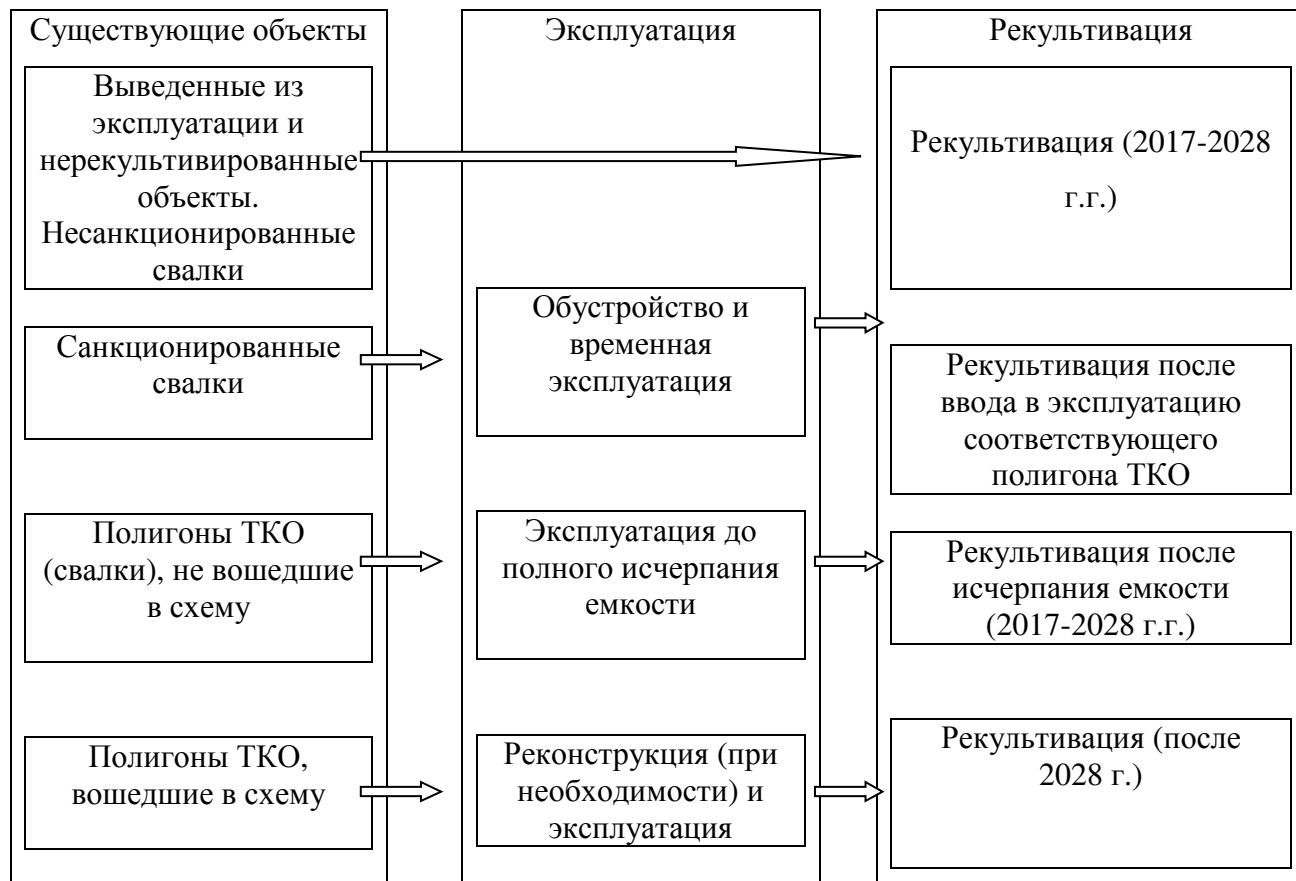 Существующие объекты
Выведенные из
эксплуатации и
нерекультивированные
объекты.
Несанкционированные
свалки
Санкционированные
свалки
Полигоны ТКО
(свалки), не вошедшие
в схему
Полигоны ТКО,
вошедшие в схему
Эксплуатация
Обустройство и
временная
эксплуатация
Эксплуатация до
полного исчерпания
емкости
Реконструкция (при
необходимости) и
эксплуатация
Рекультивация
Рекультивация (2017-2028
г.г.)
Рекультивация после
ввода в эксплуатацию
соответствующего
полигона ТКО
Рекультивация после
исчерпания емкости
(2017-2028 г.г.)
Рекультивация (после
2028 г.)